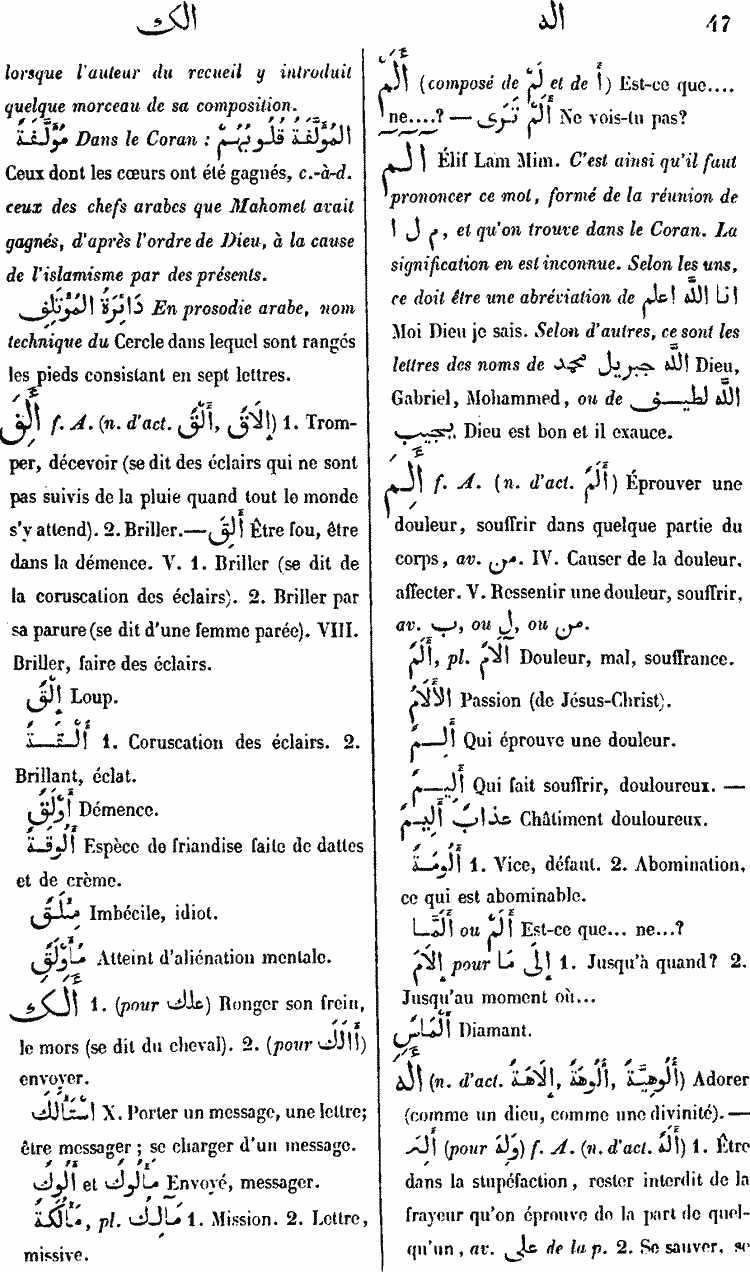 الك
اله
47
lorsque l'auteur du recueil y introduit
quelque morceau de sa composition.
مُؤَلَّفَةٌ Dans le Coran : المُؤَلَّفَةُ قُلُوبُهُمْ
Ceux dont les cœurs ont été gagnés, c.-à-d.
ceux des chefs arabes que Mahomet avait
gagnés, d'après l'ordre de Dieu, à la cause
de l'islamisme par des présents.
دَائِرَةُ المُؤْتَلِفِ En prosodie arabe, nom
technique du Cercle dans lequel sont rangés
les pieds consistant en sept lettres.
أَلِقَ f. A. (n. d'act. أَلْقٌ, إِلَاقٌ) 1. Trom-
per, décevoir (se dit des éclairs qui ne sont
pas suivis de la pluie quand tout le monde
s'y attend). 2. Briller.— أُلِقَ Être fou, être
dans la démence. V. 1. Briller (se dit de
la coruscation des éclairs). 2. Briller par
sa parure (se dit d'une femme parée). VIII.
Briller, faire des éclairs.
إِلْقٌ Loup.
أَلَقَةٌ 1. Coruscation des éclairs. 2.
Brillant, éclat.
أَوْلَقٌ Démence.
أَلُوقَةٌ Espèce de friandise faite de dattes
et de crème.
مِئْلَقٌ Imbécile, idiot.
مَأْوَلَقٌ Atteint d'aliénation mentale.
أَلَكَ 1. (pour علك) Ronger son frein,
le mors (se dit du cheval). 2. (pour أَالَكَ)
envoyer.
اسْتَأْلَكَ X. Porter un message, une lettre;
être messager ; se charger d'un message.
أَلُوكٌ et مَأْلُوكٌ Envoyé, messager.
مَأْلُكَةٌ, pl. مَآلِكُ 1. Mission. 2. Lettre,
missive.
أَلَمْ (composé de لَمْ et de أَ) Est-ce que....
ne....? — أَلَمْ تَرَى Ne vois-tu pas?
الم Élif Lam Mim. C'est ainsi qu'il faut
prononcer ce mot, formé de la réunion de
ا ل م, et qu'on trouve dans le Coran. La
signification en est inconnue. Selon les uns,
ce doit être une abréviation de انا اللّه اعلم
Moi Dieu je sais. Selon d'autres, ce sont les
lettres des noms de اللّه جبريل محمد Dieu,
Gabriel, Mohammed, ou de اللّه لطيف
يجيب. Dieu est bon et il exauce.
أَلِمَ f. A. (n. d'act. أَلَمٌ) Éprouver une
douleur, souffrir dans quelque partie du
corps, av. من. IV. Causer de la douleur,
affecter. V. Ressentir une douleur, souffrir,
av. ب, ou ل, ou من.
أَلَمٌ, pl. آلَامٌ Douleur, mal, souffrance.
الآلَامُ Passion (de Jésus-Christ).
أَلِمٌ Qui éprouve une douleur.
أَلِيمٌ Qui fait souffrir, douloureux. —
عذابٌ أَلِيمٌ Châtiment douloureux.
أَلُومَةٌ 1. Vice, défaut. 2. Abomination,
ce qui est abominable.
أَلَمَّا ou أَلَمْ Est-ce que... ne...?
إِلَامَ pour إِلَى مَا 1. Jusqu'à quand? 2.
Jusqu'au moment où...
أَلْمَاسٌ Diamant.
أَلَهَ (n. d'act. أُلُوهِيَّةٌ, أُلُوهَةٌ, إِلَاهَةٌ) Adorer
(comme un dieu, comme une divinité).—
أَلِهَ (pour وَلِهَ) f. A. (n. d'act. أَلَهٌ) 1. Être
dans la stupéfaction, rester interdit de la
frayeur qu'on éprouve de la part de quel-
qu'un, av. على de la p. 2. Se sauver, se